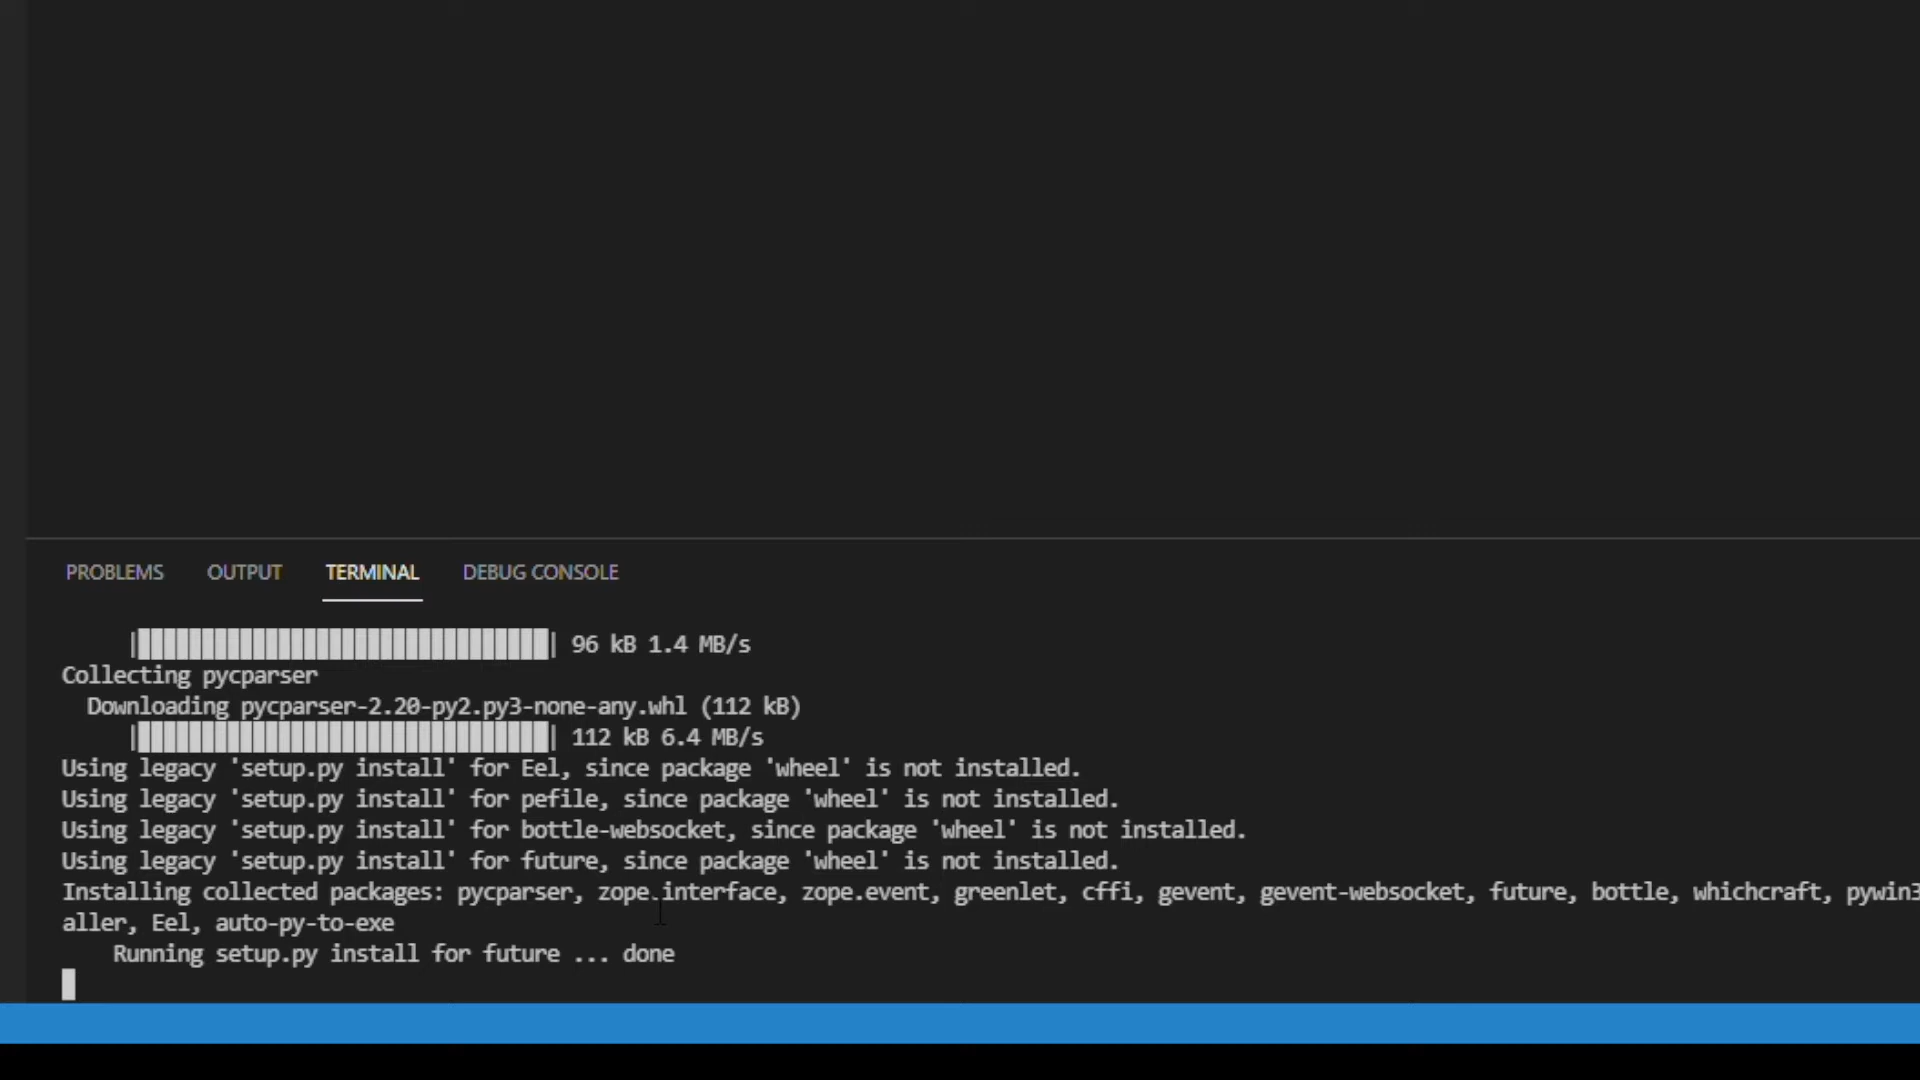 PROBLEMS OUTPUT TERMINAL DEBUG CONSOLE
96 kB 1.4 MB/s
Collecting pycparser
Downloading pycparser-2.20-py2.py3-none-any.whl (112 kB)
112 kB 6.4 MB/s
Using legacy 'setup.py install' for Eel, since package 'wheel' is not installed.
Using legacy 'setup.py install' for pefile, since package 'wheel' is not installed.
Using legacy 'setup.py install' for bottle-websocket, since package 'wheel' is not installed.
Using legacy 'setup.py install' for future, since package 'wheel' is not installed.
Installing collected packages: pycparser, zope.interface, zope.event, greenlet, cffi, gevent, gevent-websocket, future, bottle, whichcraft, pywin3
aller, Eel, auto-py-to-exe
Running setup.py install for future ... done